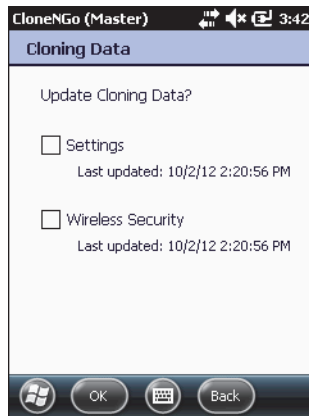 CloneNGo (Master) 3:42
Cloning Data
Update Cloning Data?
Settings
Last updated: 10/2/12 2:20:56 PM
Wireless Security
Last updated: 10/2/12 2:20:56 PM
OK Back